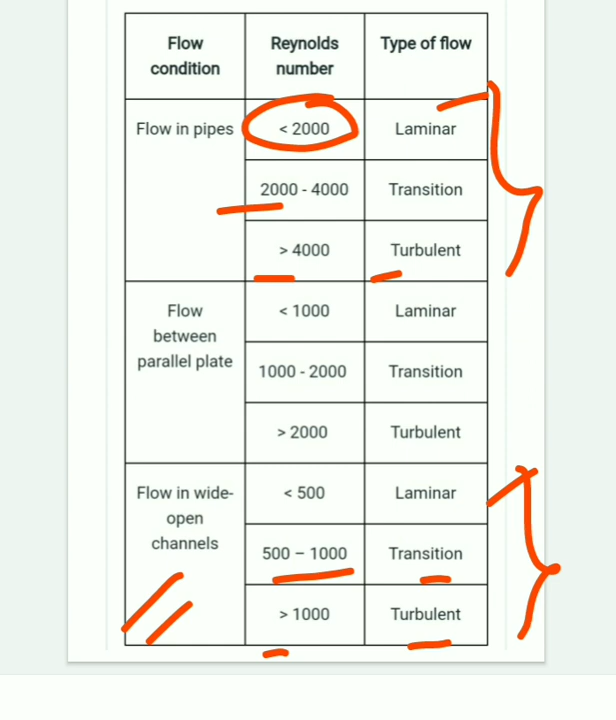 Flow condition | Reynolds number | Type of flow
Flow in pipes | < 2000 | Laminar
2000 - 4000 | Transition
> 4000 | Turbulent
Flow between parallel plate | < 1000 | Laminar
1000 - 2000 | Transition
> 2000 | Turbulent
Flow in wide-open channels | < 500 | Laminar
500 – 1000 | Transition
> 1000 | Turbulent